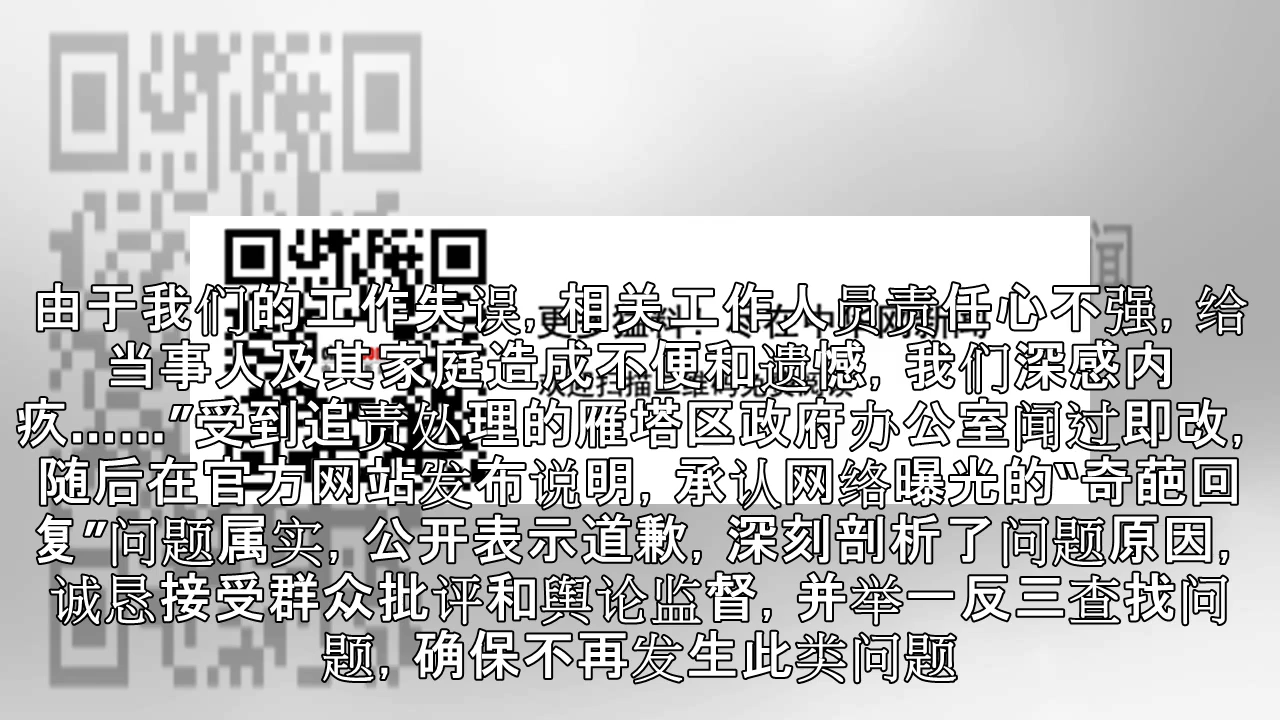 由于我们的工作失误，相关工作人员责任心不强，给
当事人及其家庭造成不便和遗憾，我们深感内
疚……”受到追责处理的雁塔区政府办公室闻过即改，
随后在官方网站发布说明，承认网络曝光的“奇葩回
复”问题属实，公开表示道歉，深刻剖析了问题原因，
诚恳接受群众批评和舆论监督，并举一反三查找问
题，确保不再发生此类问题